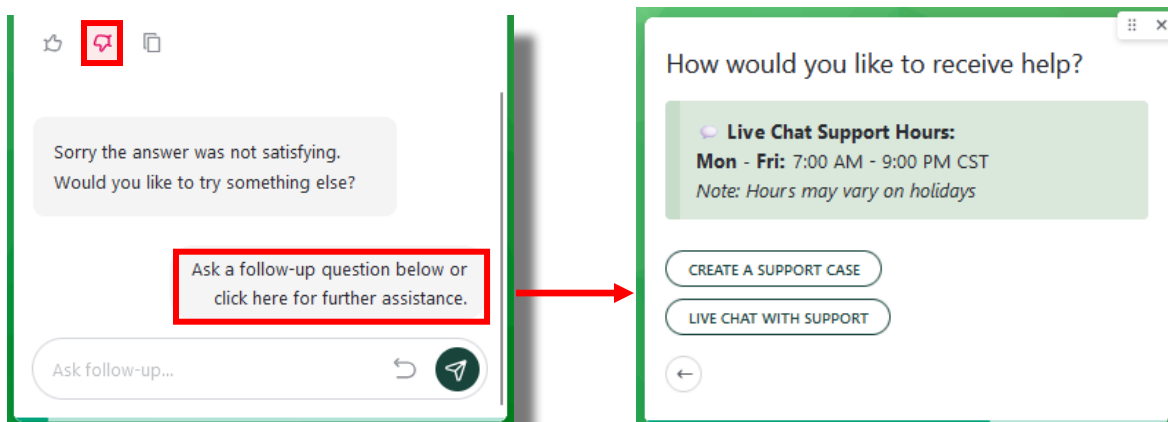 Sorry the answer was not satisfying.
Would you like to try something else?
Ask a follow-up question below or
click here for further assistance.
Ask follow-up...
How would you like to receive help?
Live Chat Support Hours:
Mon - Fri: 7:00 AM - 9:00 PM CST
Note: Hours may vary on holidays
CREATE A SUPPORT CASE
LIVE CHAT WITH SUPPORT